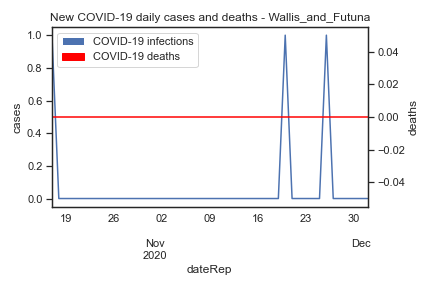 New COVID-19 daily cases and deaths - Wallis_and_Futuna
COVID-19 infections
COVID-19 deaths
1.0
0.8
0.6
0.4
0.2
0.0
cases
0.04
0.02
0.00
−0.02
−0.04
deaths
19 26 02 09 16 23 30
Nov Dec
2020
dateRep